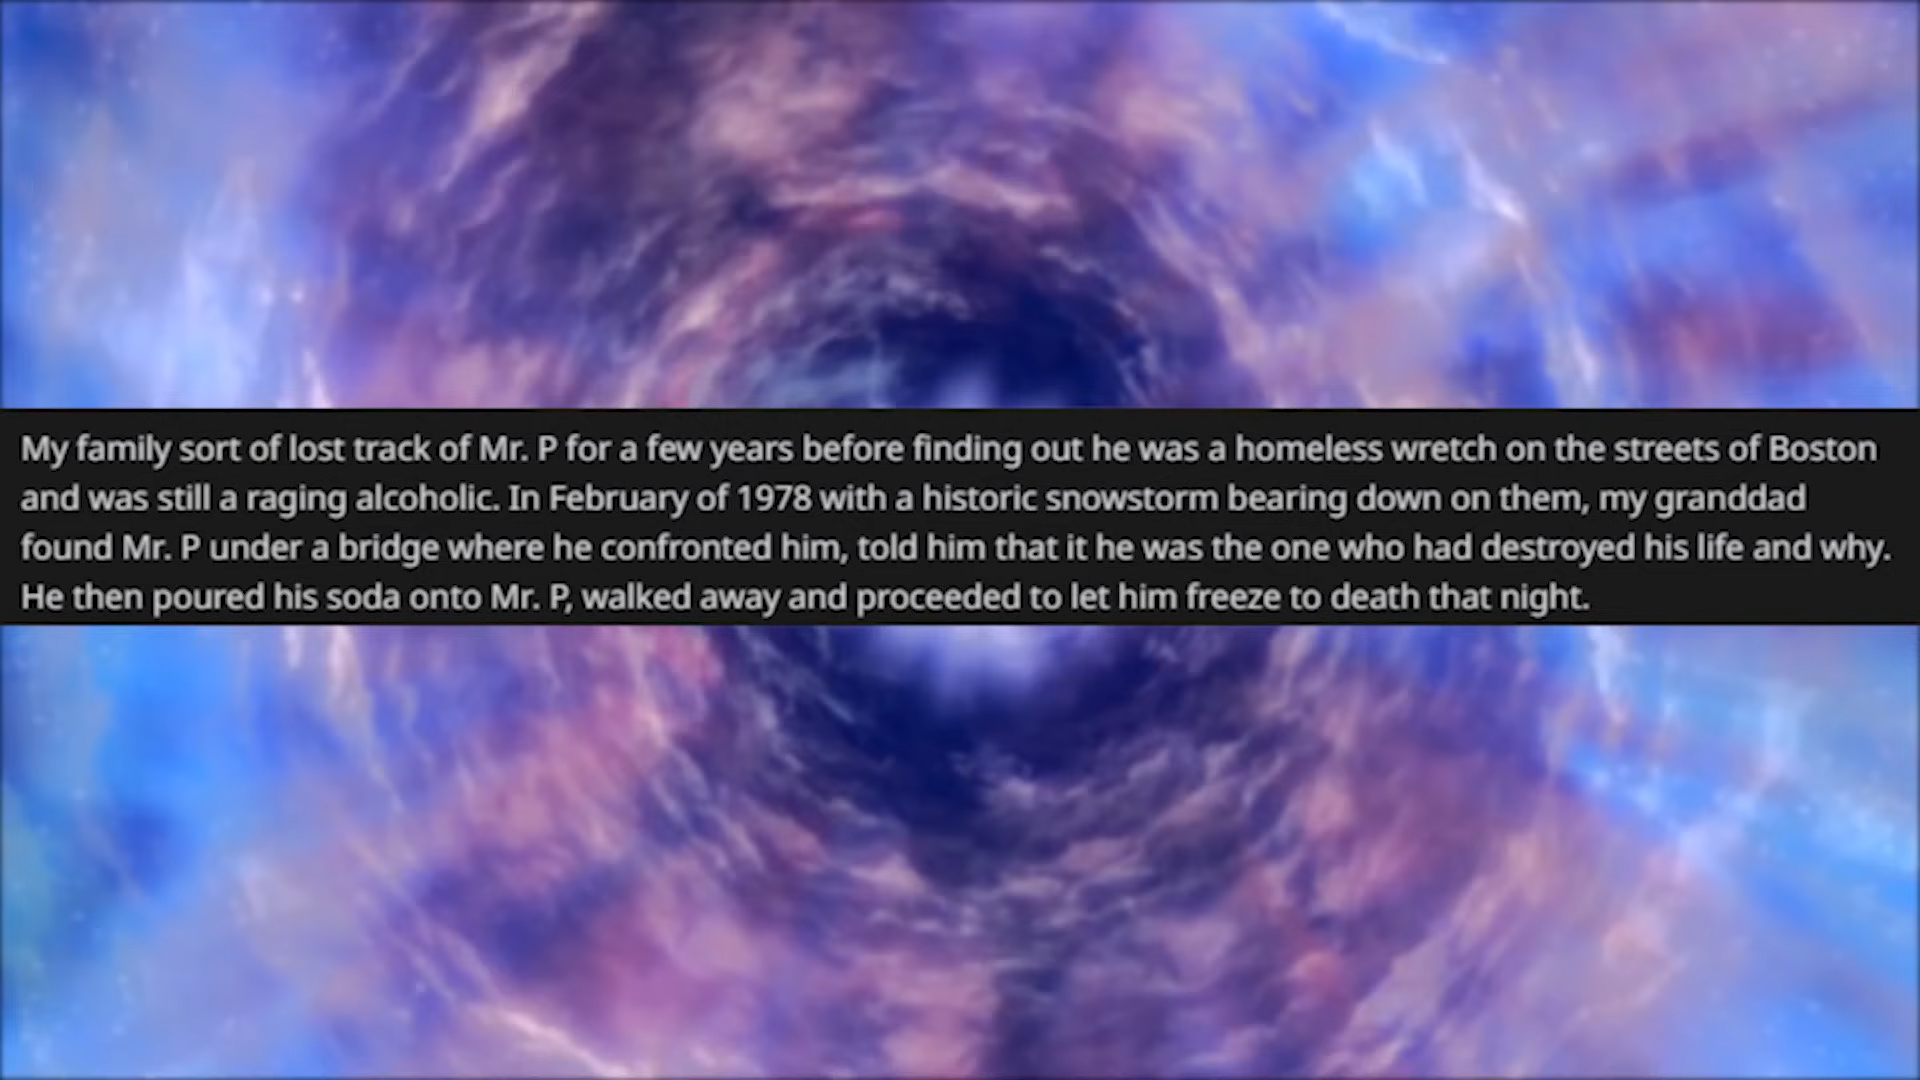 My family sort of lost track of Mr. P for a few years before finding out he was a homeless wretch on the streets of Boston
and was still a raging alcoholic. In February of 1978 with a historic snowstorm bearing down on them, my granddad
found Mr. P under a bridge where he confronted him, told him that it he was the one who had destroyed his life and why.
He then poured his soda onto Mr. P, walked away and proceeded to let him freeze to death that night.